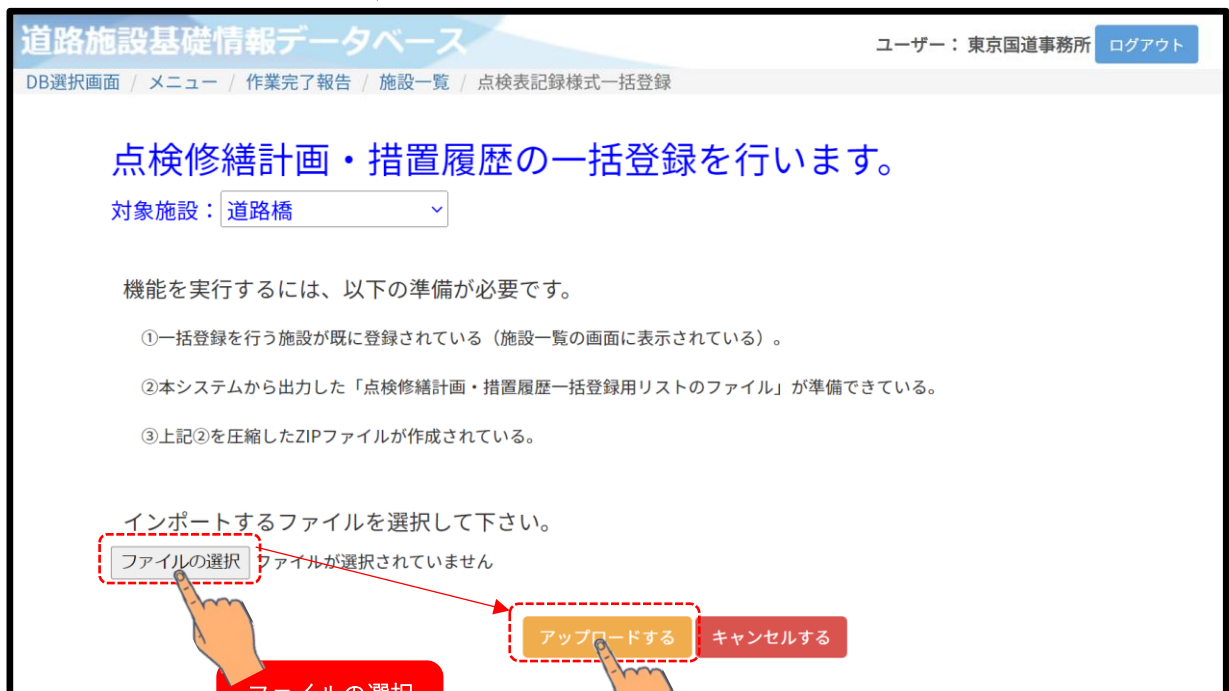 道路施設基礎情報データベース
ユーザー： 東京国道事務所 ログアウト
DB選択画面 / メニュー / 作業完了報告 / 施設一覧 / 点検表記録様式一括登録
点検修繕計画・措置履歴の一括登録を行います。
対象施設： 道路橋
機能を実行するには、以下の準備が必要です。
①一括登録を行う施設が既に登録されている（施設一覧の画面に表示されている）。
②本システムから出力した「点検修繕計画・措置履歴一括登録用リストのファイル」が準備できている。
③上記②を圧縮したZIPファイルが作成されている。
インポートするファイルを選択して下さい。
ファイルの選択 ファイルが選択されていません
アップロードする キャンセルする
ファイルの選択